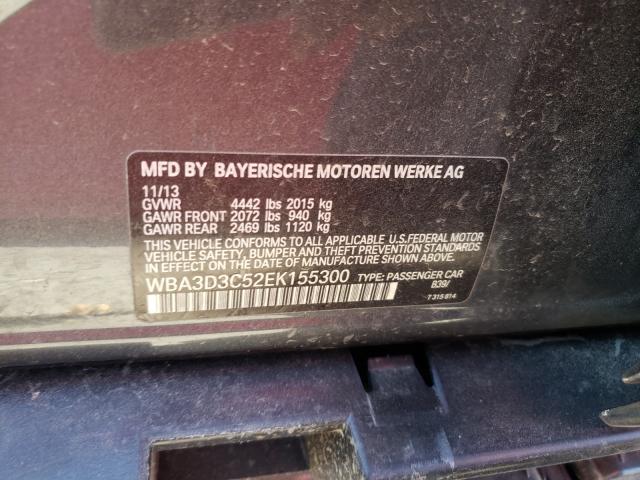 MFD BY BAYERISCHE MOTOREN WERKE AG
11/13
GVWR 4442 lbs 2015 kg
GAWR FRONT 2072 lbs 940 kg
GAWR REAR 2469 lbs 1120 kg
THIS VEHICLE CONFORMS TO ALL APPLICABLE U.S. FEDERAL MOTOR
VEHICLE SAFETY, BUMPER AND THEFT PREVENTION STANDARDS IN
EFFECT ON THE DATE OF MANUFACTURE SHOWN ABOVE.
WBA3D3C52EK155300 TYPE: PASSENGER CAR
B39/
7 315 814